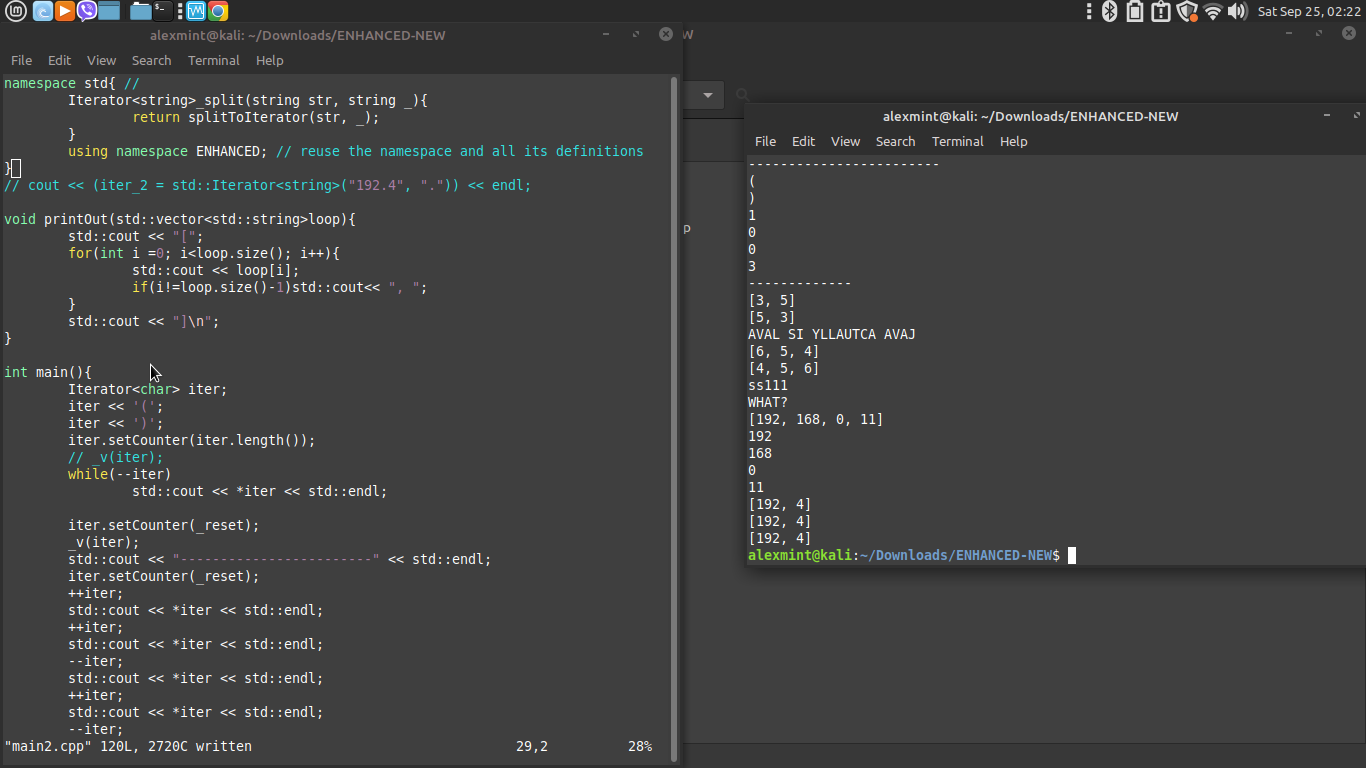 Sat Sep 25, 02:22
alexmint@kali: ~/Downloads/ENHANCED-NEW
File Edit View Search Terminal Help
namespace std{ //
Iterator<string>_split(string str, string _){
return splitToIterator(str, _);
}
using namespace ENHANCED; // reuse the namespace and all its definitions
}
// cout << (iter_2 = std::Iterator<string>("192.4", ".")) << endl;
void printOut(std::vector<std::string>loop){
std::cout << "[";
for(int i =0; i<loop.size(); i++){
std::cout << loop[i];
if(i!=loop.size()-1)std::cout<< ", ";
}
std::cout << "]\n";
}
int main(){
Iterator<char> iter;
iter << '(';
iter << ')';
iter.setCounter(iter.length());
// _v(iter);
while(--iter)
std::cout << *iter << std::endl;
iter.setCounter(_reset);
_v(iter);
std::cout << "------------------------" << std::endl;
iter.setCounter(_reset);
++iter;
std::cout << *iter << std::endl;
++iter;
std::cout << *iter << std::endl;
--iter;
std::cout << *iter << std::endl;
++iter;
std::cout << *iter << std::endl;
--iter;
"main2.cpp" 120L, 2720C written 29,2 28%
W
p
alexmint@kali: ~/Downloads/ENHANCED-NEW
File Edit View Search Terminal Help
------------------------
(
)
1
0
0
3
-------------
[3, 5]
[5, 3]
AVAL SI YLLAUTCA AVAJ
[6, 5, 4]
[4, 5, 6]
ss111
WHAT?
[192, 168, 0, 11]
192
168
0
11
[192, 4]
[192, 4]
[192, 4]
alexmint@kali:~/Downloads/ENHANCED-NEW$